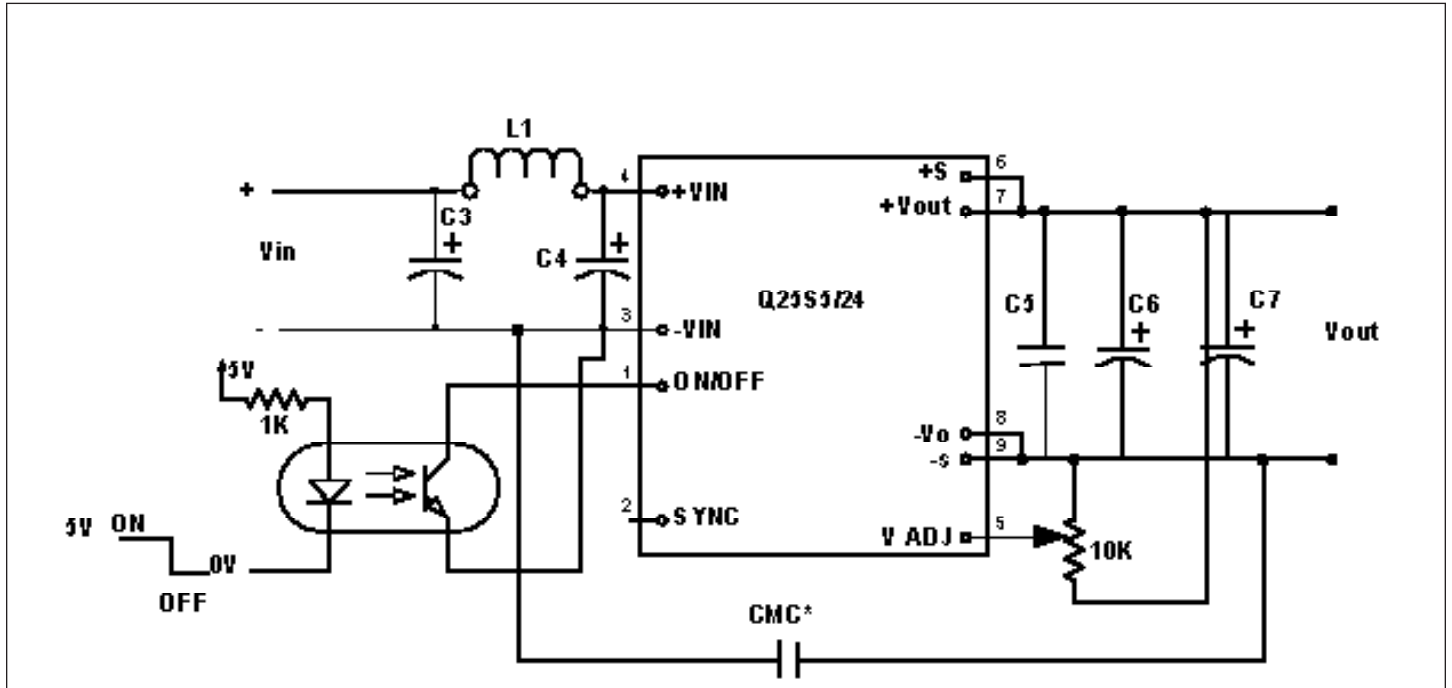 L1
+
4
+VIN
C3
+
C4
+
Vin
-
3
-VIN
+S
6
+Vout
7
Q25S5/24
C5
C6
+
C7
+
Vout
+5V
1K
1
ON/OFF
-Vo
8
-s
9
5V ON
0V
OFF
2
SYNC
V ADJ
5
10K
CMC*